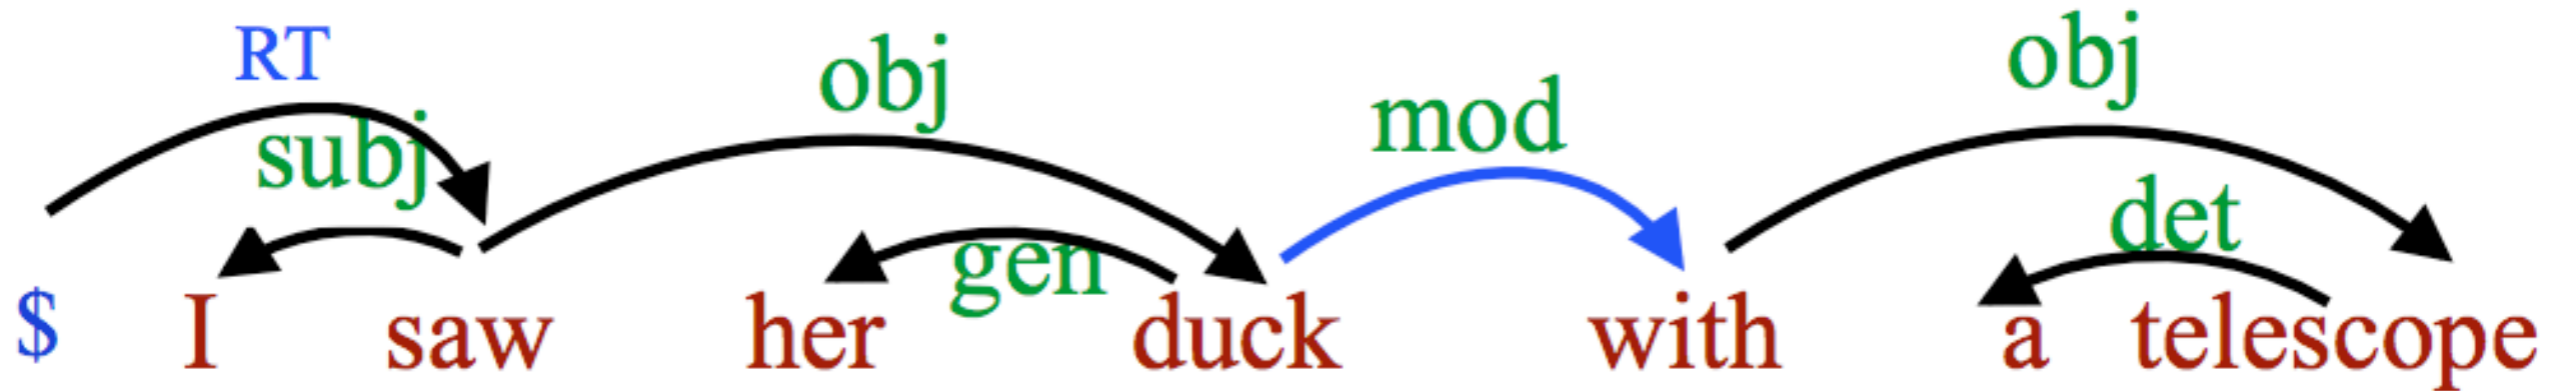 RT obj obj
subj mod
gen det
$ I saw her duck with a telescope